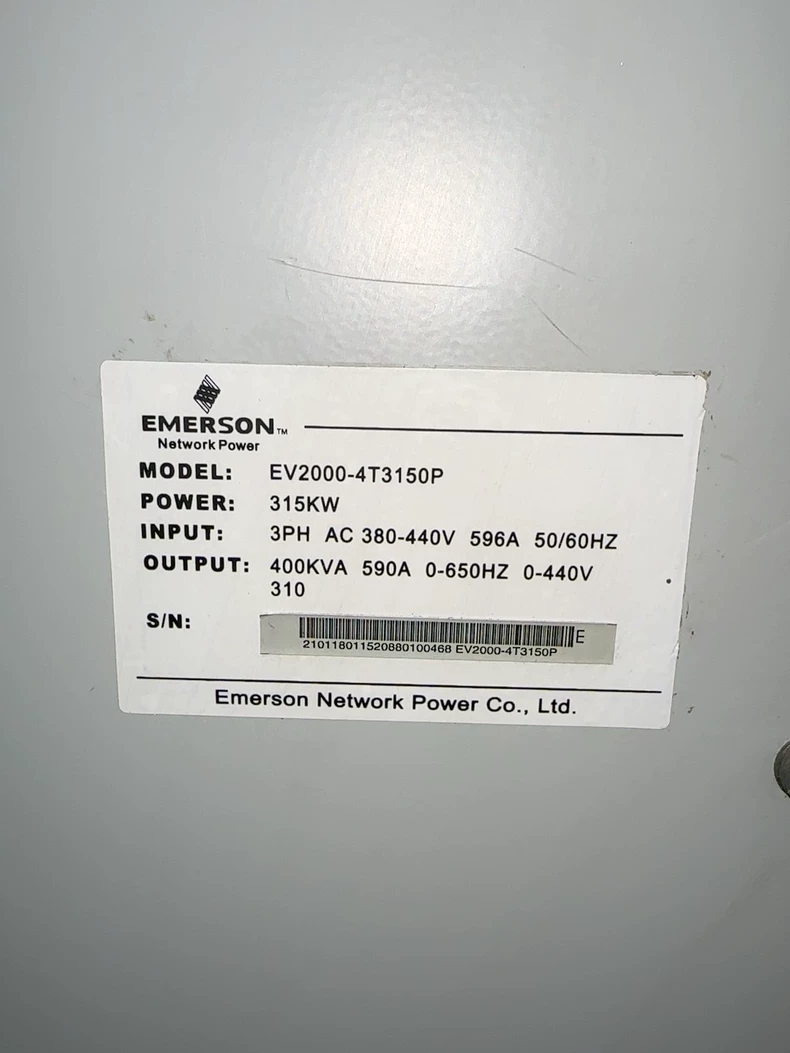 EMERSON™
Network Power
MODEL: EV2000-4T3150P
POWER: 315KW
INPUT: 3PH AC 380-440V 596A 50/60HZ
OUTPUT: 400KVA 590A 0-650HZ 0-440V
310
S/N: E
210118011520880100468 EV2000-4T3150P
Emerson Network Power Co., Ltd.